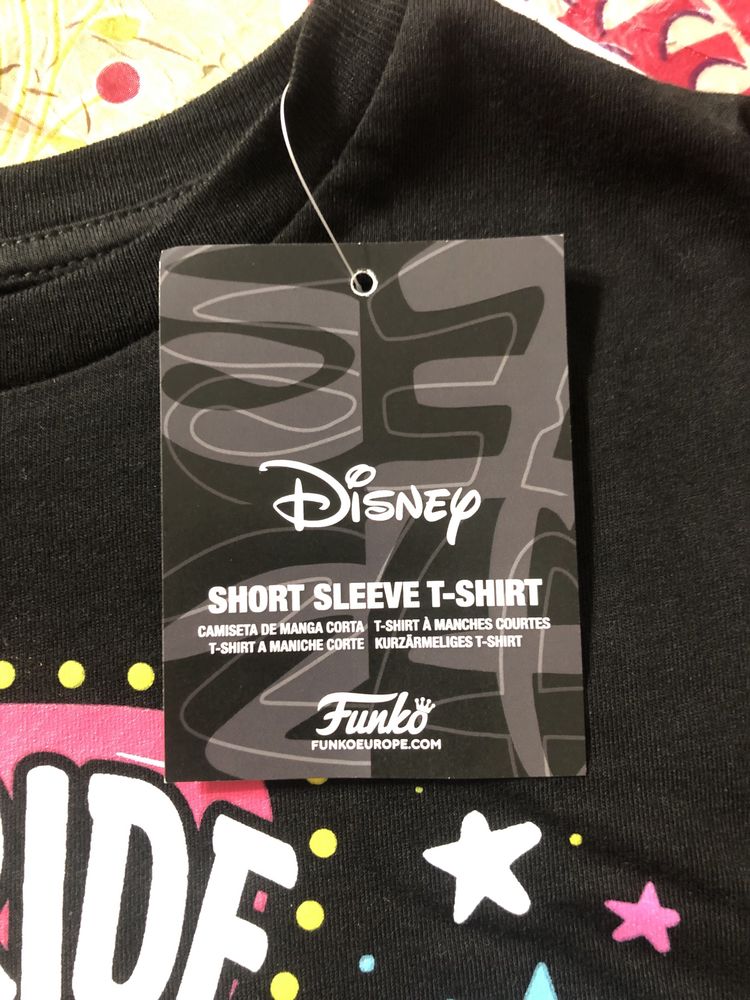 Disney
SHORT SLEEVE T-SHIRT
CAMISETA DE MANGA CORTA T-SHIRT À MANCHES COURTES
T-SHIRT A MANICHE CORTE KURZÄRMELIGES T-SHIRT
Funko
FUNKOEUROPE.COM
RIDE